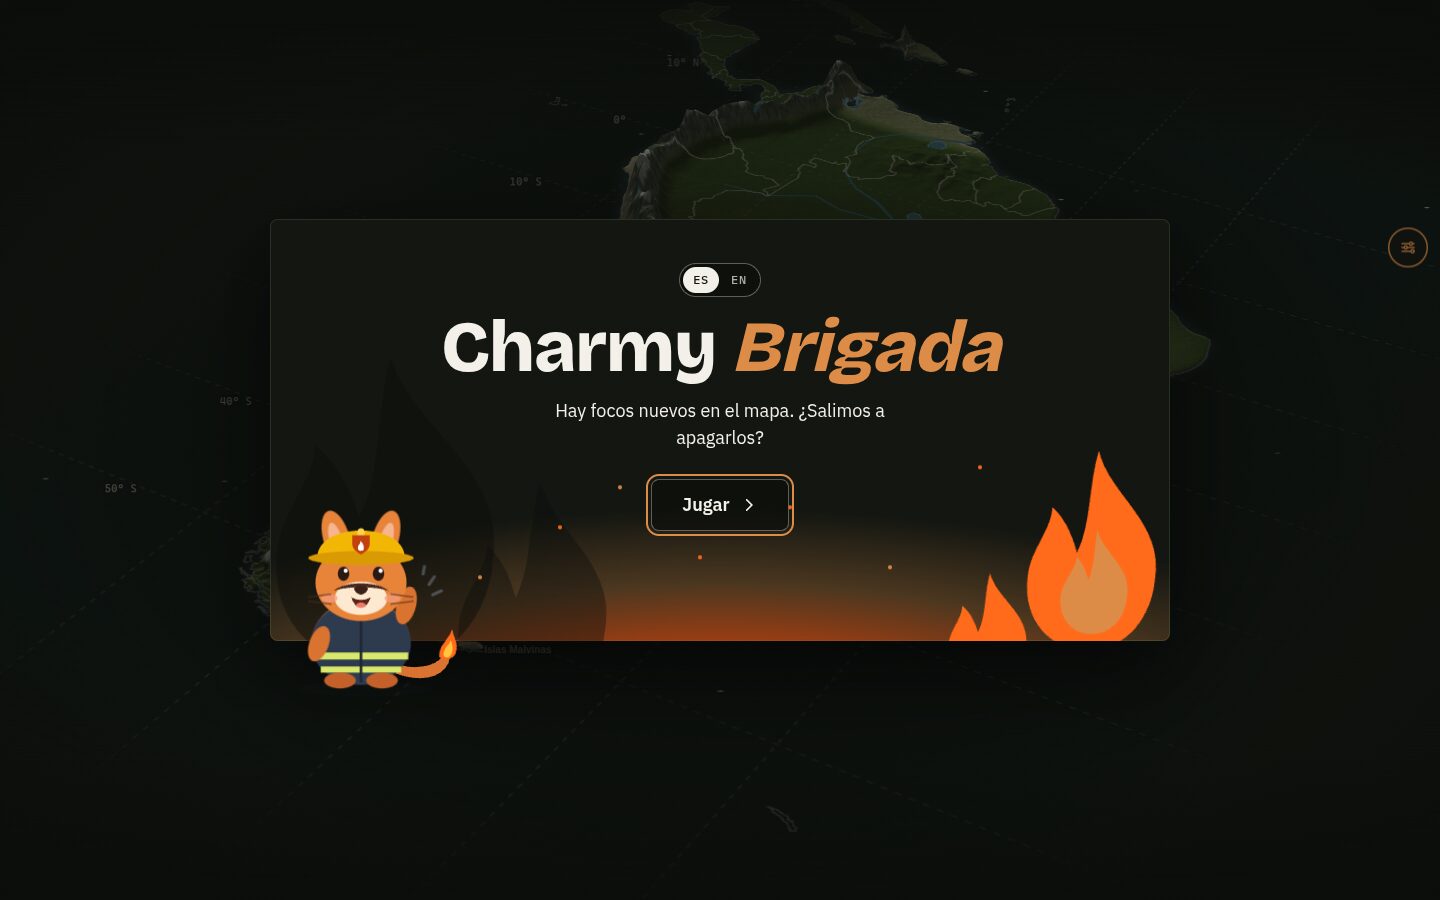 10° N
0°
10° S
ES EN
Charmy Brigada
40° S
Hay focos nuevos en el mapa. ¿Salimos a
apagarlos?
50° S
Jugar
Islas Malvinas